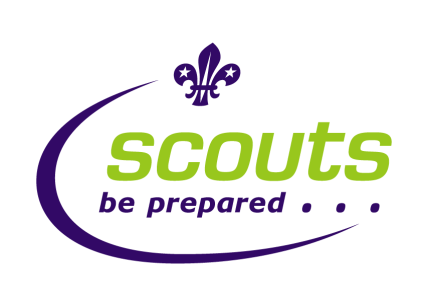 scouts
be prepared . . .